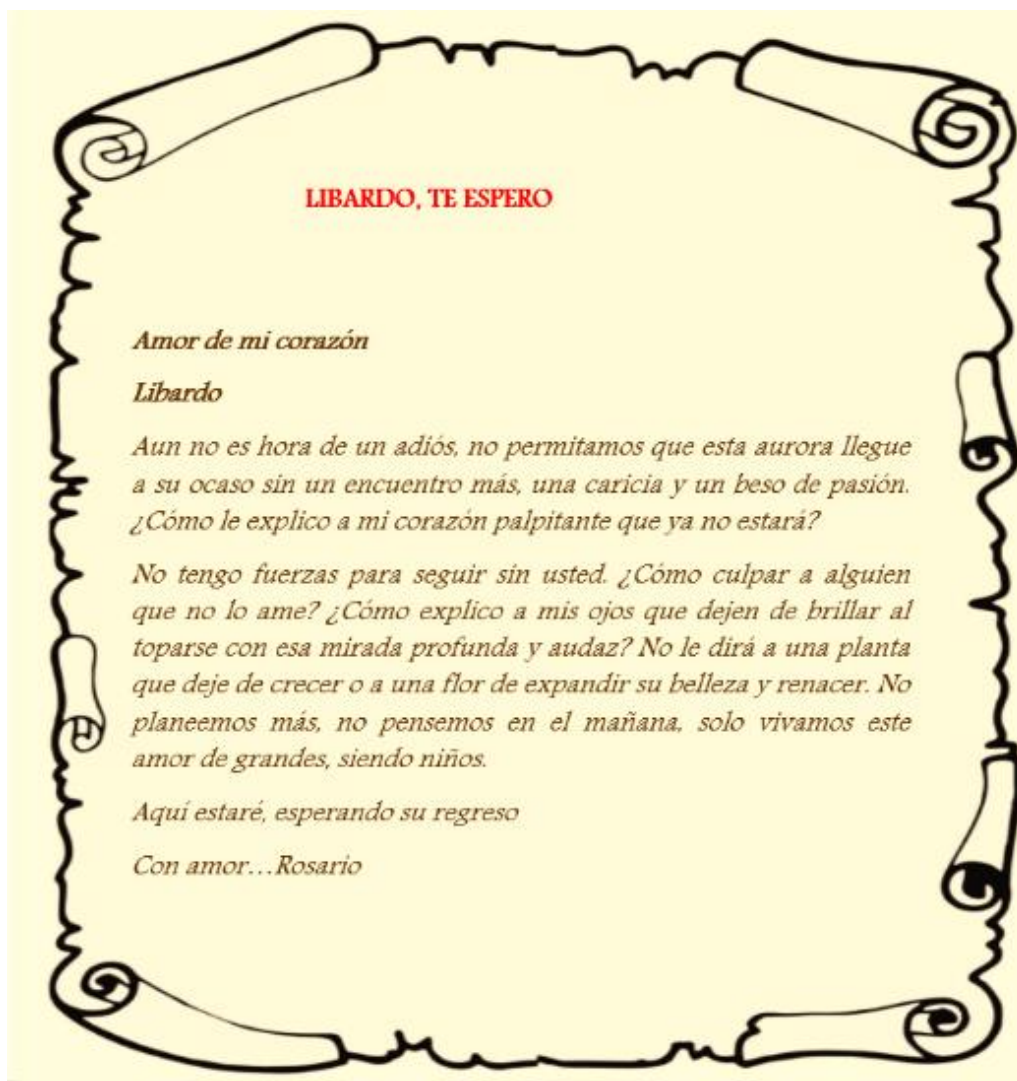 LIBARDO, TE ESPERO
Amor de mi corazón
Libardo
Aun no es hora de un adiós, no permitamos que esta aurora llegue
a su ocaso sin un encuentro más, una caricia y un beso de pasión.
¿Cómo le explico a mi corazón palpitante que ya no estará?
No tengo fuerzas para seguir sin usted. ¿Cómo culpar a alguien
que no lo ame? ¿Cómo explico a mis ojos que dejen de brillar al
toparse con esa mirada profunda y audaz? No le dirá a una planta
que deje de crecer o a una flor de expandir su belleza y renacer. No
planeemos más, no pensemos en el mañana, solo vivamos este
amor de grandes, siendo niños.
Aquí estaré, esperando su regreso
Con amor...Rosario